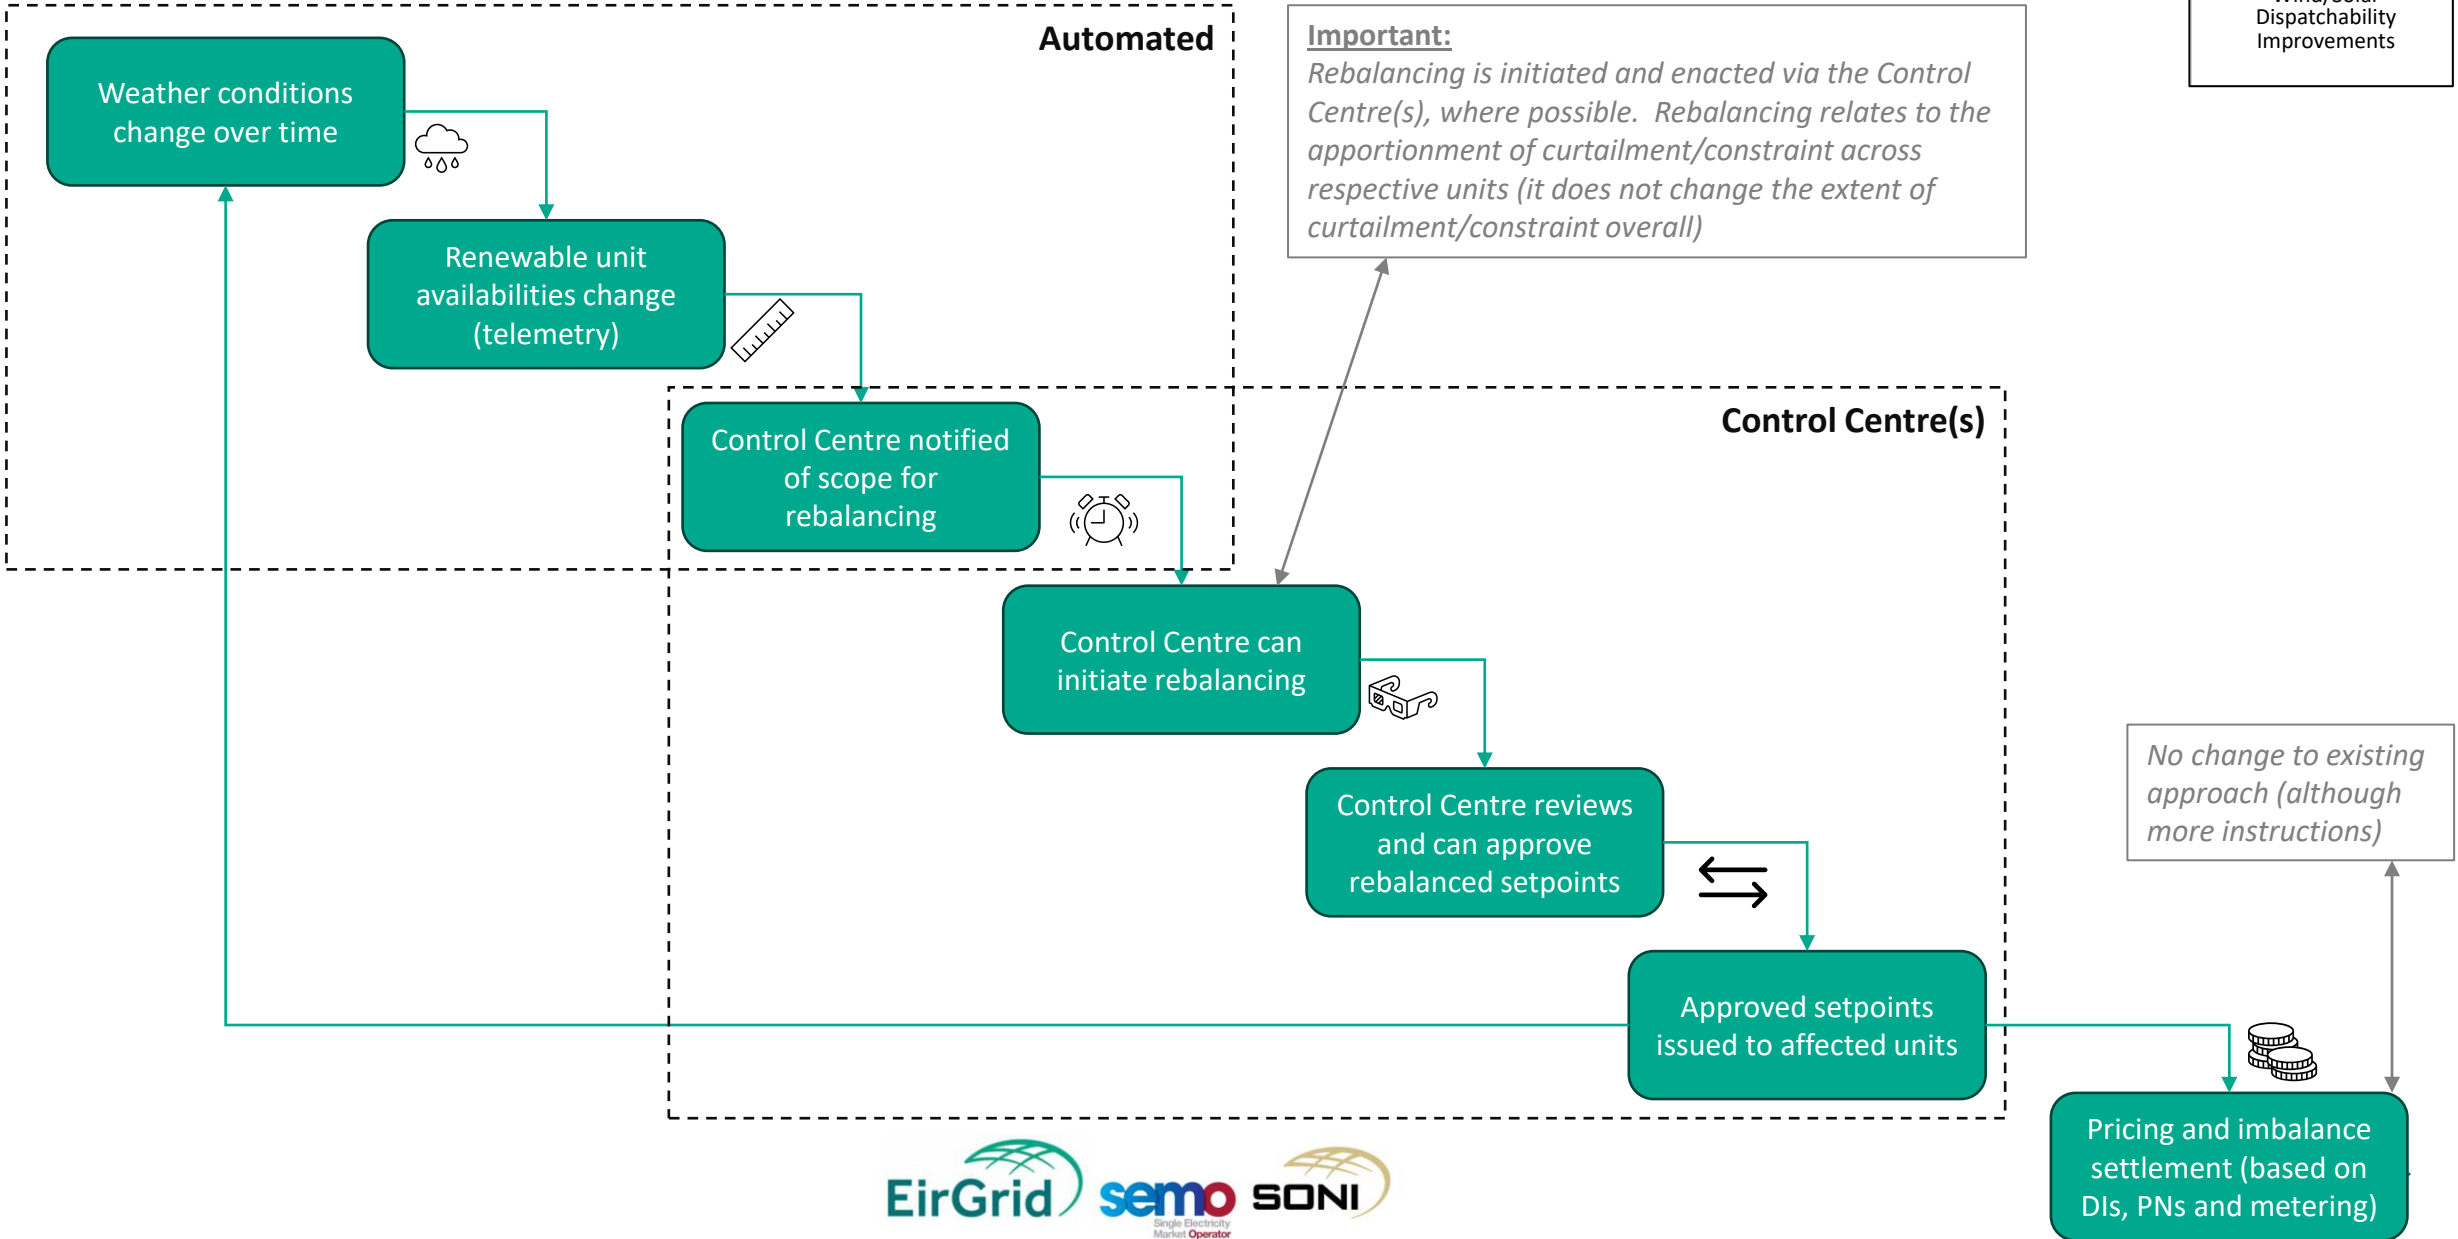 Automated
Weather conditions
change over time
Important:
Rebalancing is initiated and enacted via the Control
Centre(s), where possible.  Rebalancing relates to the
apportionment of curtailment/constraint across
respective units (it does not change the extent of
curtailment/constraint overall)
Dispatchability
Improvements
Renewable unit
availabilities change
(telemetry)
Control Centre(s)
Control Centre notified
of scope for
rebalancing
Control Centre can
initiate rebalancing
Control Centre reviews
and can approve
rebalanced setpoints
No change to existing
approach (although
more instructions)
Approved setpoints
issued to affected units
Pricing and imbalance
settlement (based on
DIs, PNs and metering)
EirGrid
semo
Single Electricity
Market Operator
SONI